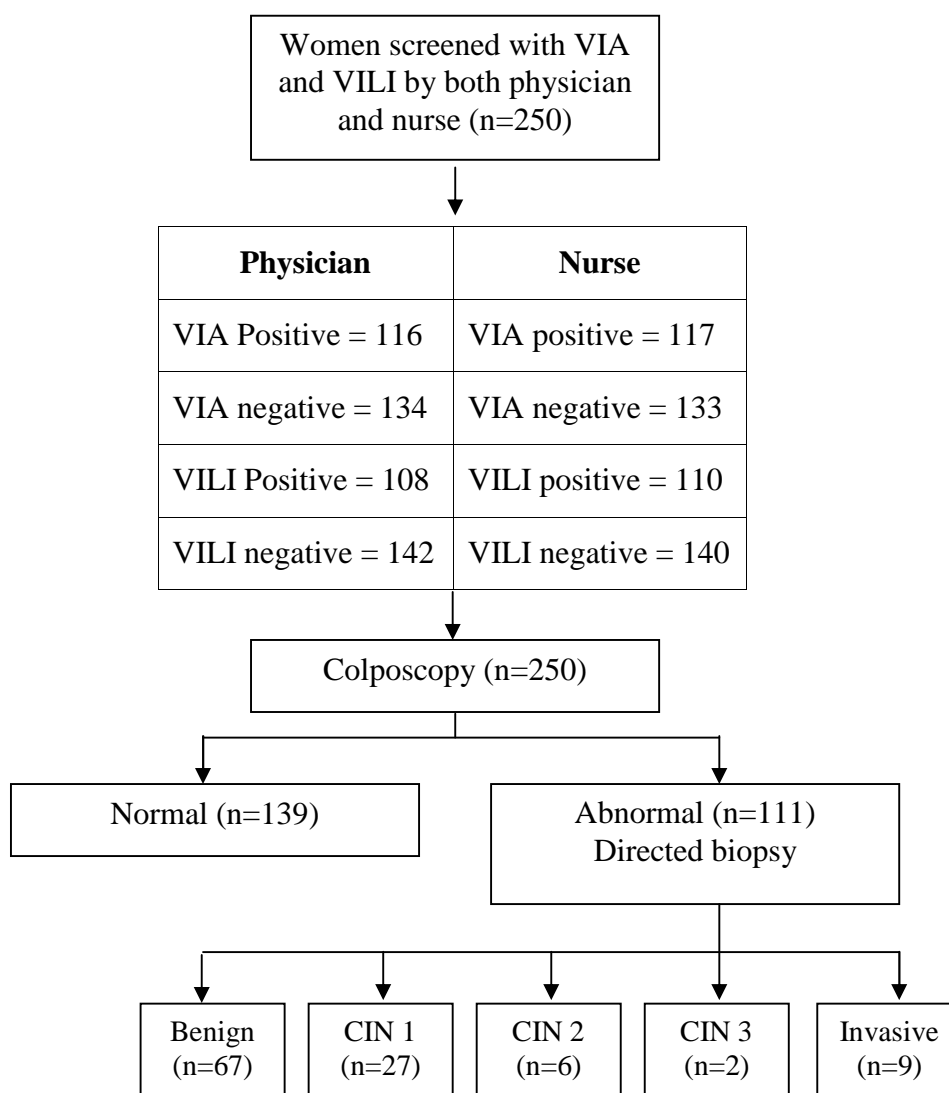 Women screened with VIA
and VILI by both physician
and nurse (n=250)
Physician
Nurse
VIA Positive = 116
VIA positive = 117
VIA negative = 134
VIA negative = 133
VILI Positive = 108
VILI positive = 110
VILI negative = 142
VILI negative = 140
Colposcopy (n=250)
Normal (n=139)
Abnormal (n=111)
Directed biopsy
Benign
(n=67)
CIN 1
(n=27)
CIN 2
(n=6)
CIN 3
(n=2)
Invasive
(n=9)